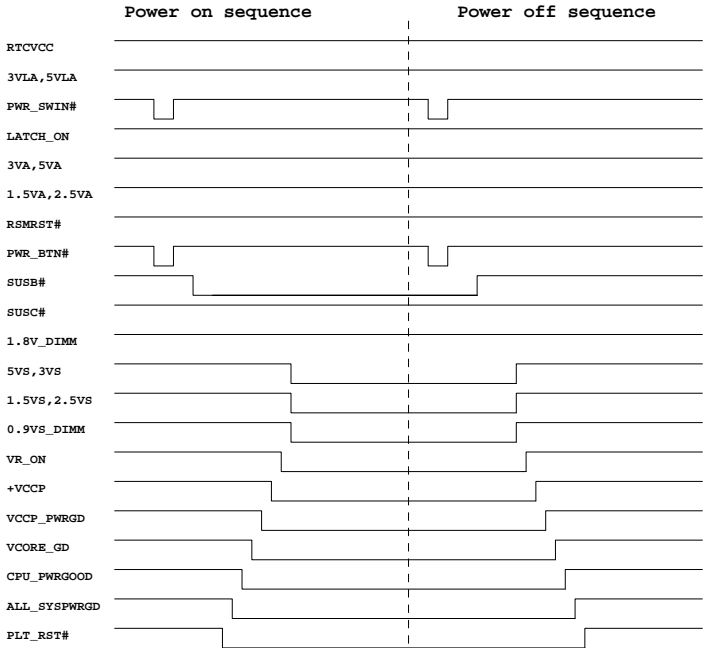 Power on sequence Power off sequence
RTCVCC
3VLA,5VLA
PWR_SWIN#
LATCH_ON
3VA,5VA
1.5VA,2.5VA
RSMRST#
PWR_BTN#
SUSB#
SUSC#
1.8V_DIMM
5VS,3VS
1.5VS,2.5VS
0.9VS_DIMM
VR_ON
+VCCP
VCCP_PWRGD
VCORE_GD
CPU_PWRGOOD
ALL_SYSPWRGD
PLT_RST#